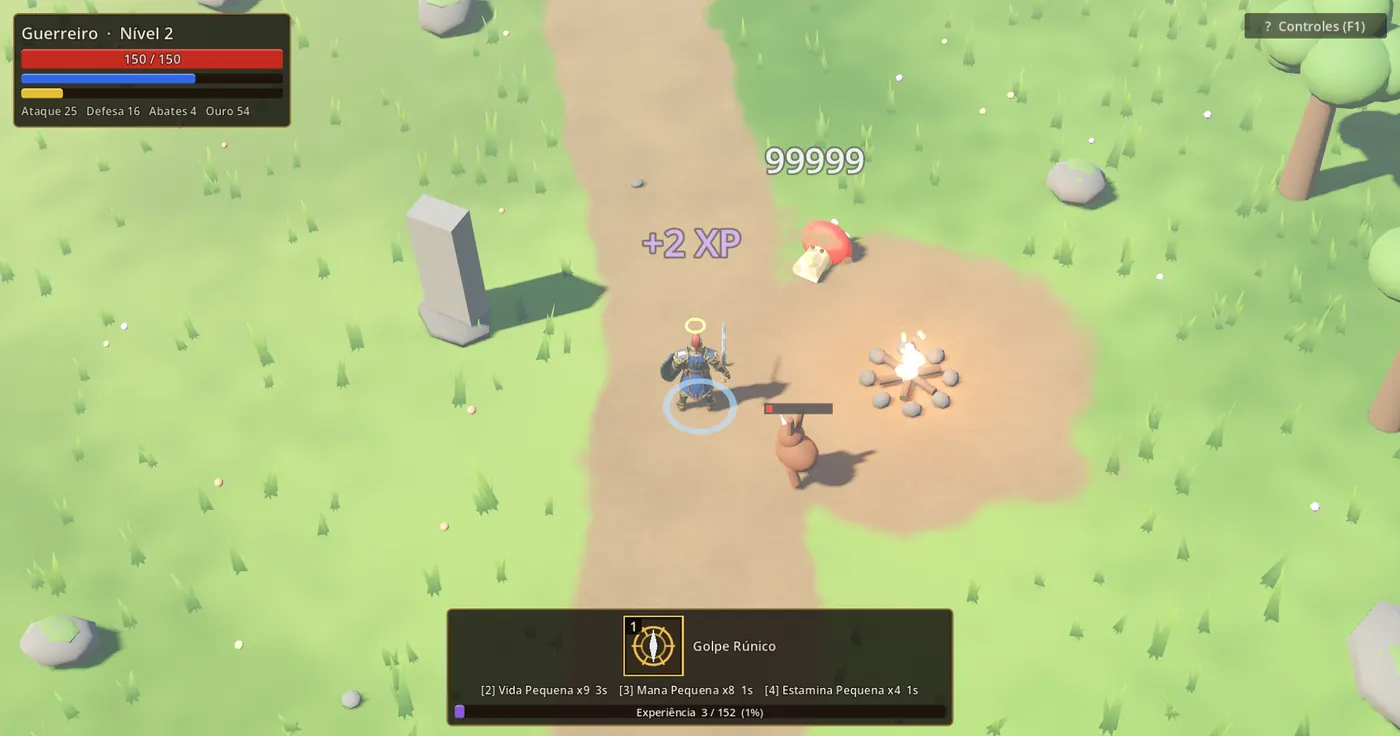 Guerreiro · Nível 2
150 / 150
Ataque 25 Defesa 16 Abates 4 Ouro 54
? Controles (F1)
99999
+2 XP
1
Golpe Rúnico
[2] Vida Pequena x9 3s [3] Mana Pequena x8 1s [4] Estamina Pequena x4 1s
Experiência 3 / 152 (1%)